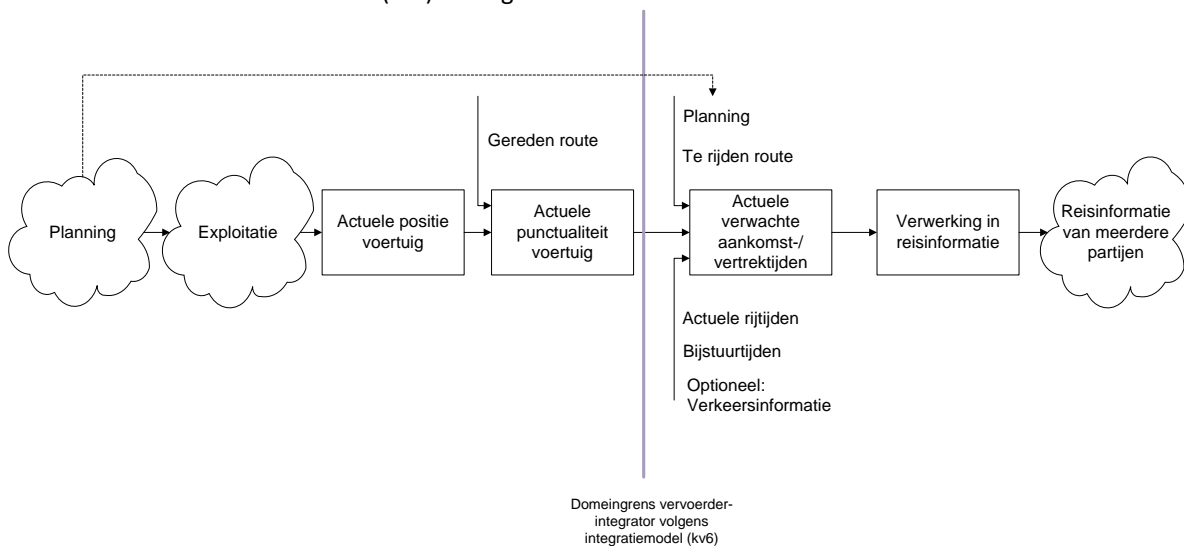 Gereden route
Planning
Te rijden route
Planning
Exploitatie
Actuele positie
voertuig
Actuele
punctualiteit
voertuig
Actuele
verwachte
aankomst-/
vertrektijden
Verwerking in
reisinformatie
Reisinformatie
van meerdere
partijen
Actuele rijtijden
Bijstuurtijden
Optioneel:
Verkeersinformatie
Domeingrens vervoerder-
integrator volgens
integratiemodel (kv6)